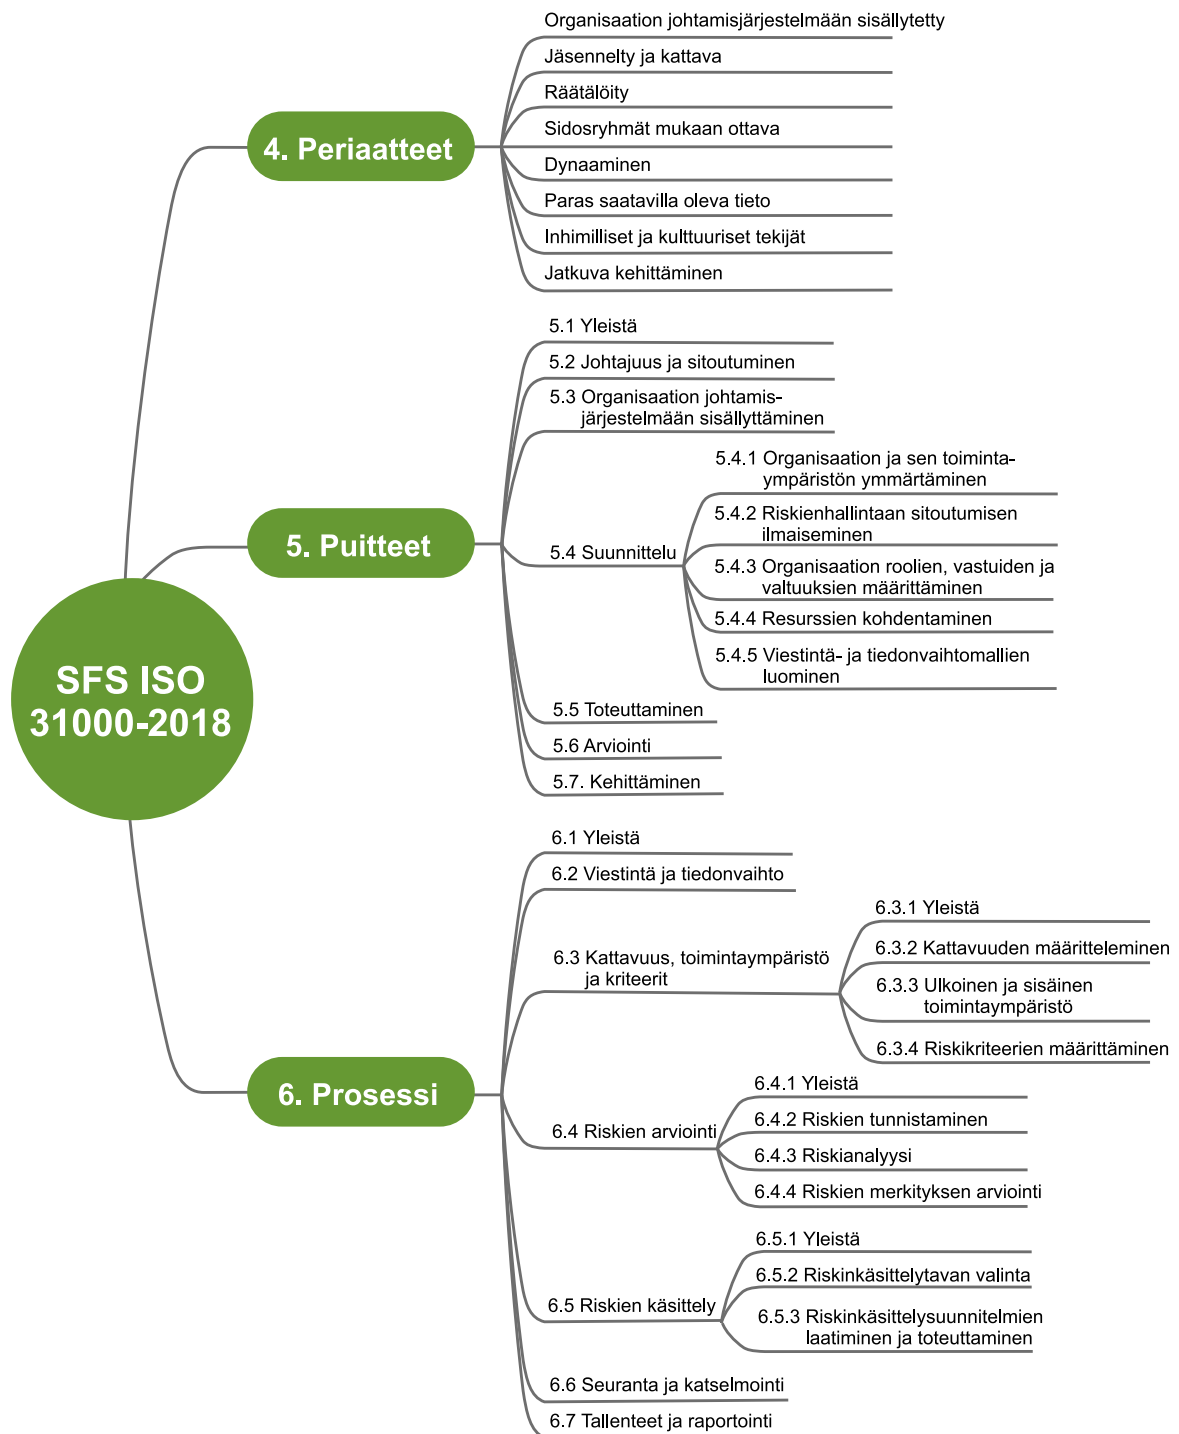 SFS ISO
31000-2018
4. Periaatteet
Organisaation johtamisjärjestelmään sisällytetty
Jäsennelty ja kattava
Räätälöity
Sidosryhmät mukaan ottava
Dynaaminen
Paras saatavilla oleva tieto
Inhimilliset ja kulttuuriset tekijät
Jatkuva kehittäminen
5. Puitteet
5.1 Yleistä
5.2 Johtajuus ja sitoutuminen
5.3 Organisaation johtamis-
järjestelmään sisällyttäminen
5.4 Suunnittelu
5.4.1 Organisaation ja sen toiminta-
ympäristön ymmärtäminen
5.4.2 Riskienhallintaan sitoutumisen
ilmaiseminen
5.4.3 Organisaation roolien, vastuiden ja
valtuuksien määrittäminen
5.4.4 Resurssien kohdentaminen
5.4.5 Viestintä- ja tiedonvaihtomallien
luominen
5.5 Toteuttaminen
5.6 Arviointi
5.7. Kehittäminen
6. Prosessi
6.1 Yleistä
6.2 Viestintä ja tiedonvaihto
6.3 Kattavuus, toimintaympäristö
ja kriteerit
6.3.1 Yleistä
6.3.2 Kattavuuden määritteleminen
6.3.3 Ulkoinen ja sisäinen
toimintaympäristö
6.3.4 Riskikriteerien määrittäminen
6.4 Riskien arviointi
6.4.1 Yleistä
6.4.2 Riskien tunnistaminen
6.4.3 Riskianalyysi
6.4.4 Riskien merkityksen arviointi
6.5 Riskien käsittely
6.5.1 Yleistä
6.5.2 Riskinkäsittelytavan valinta
6.5.3 Riskinkäsittelysuunnitelmien
laatiminen ja toteuttaminen
6.6 Seuranta ja katselmointi
6.7 Tallenteet ja raportointi